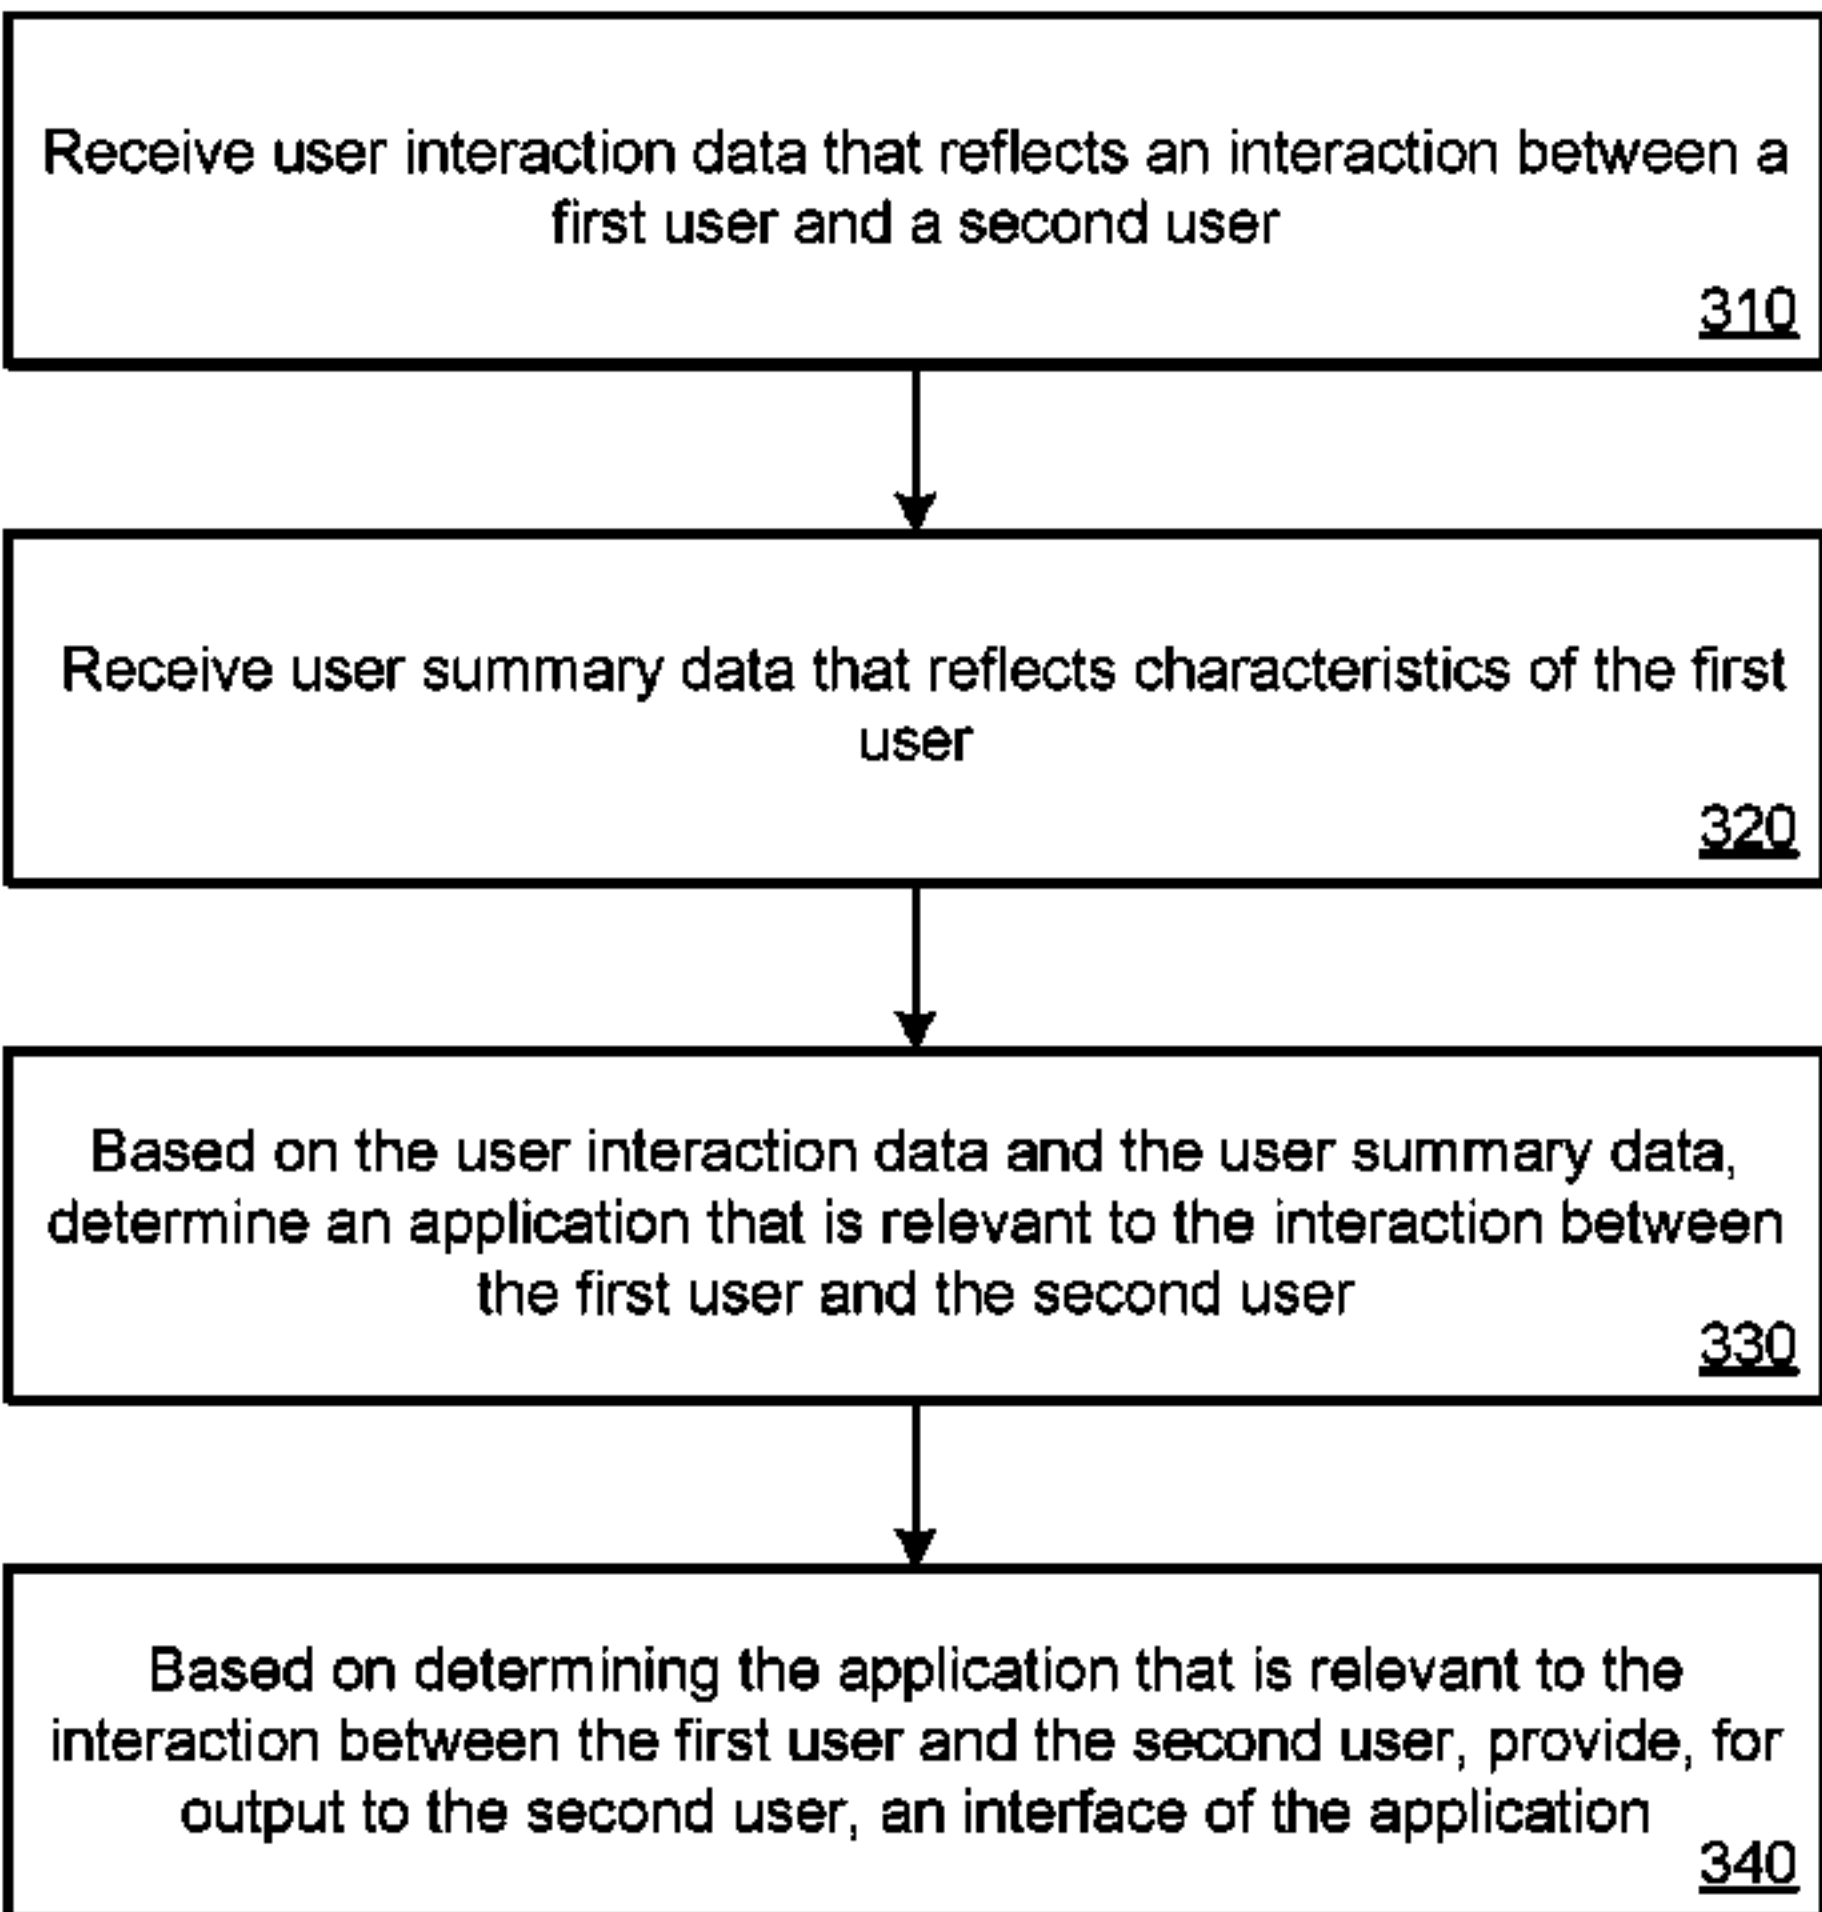 Receive user interaction data that reflects an interaction between a
first user and a second user
310
Receive user summary data that reflects characteristics of the first
user
320
Based on the user interaction data and the user summary data,
determine an application that is relevant to the interaction between
the first user and the second user
330
Based on determining the application that is relevant to the
interaction between the first user and the second user, provide, for
output to the second user, an interface of the application
340